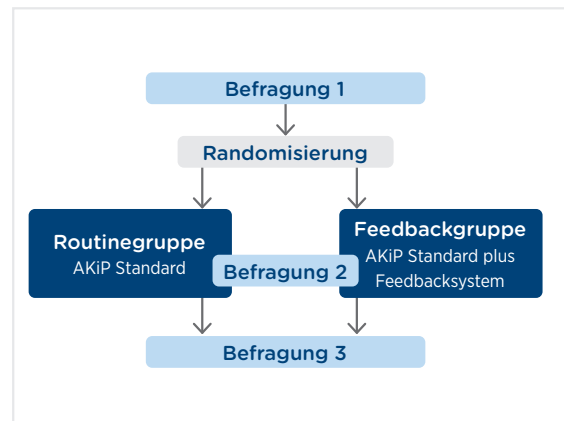 Befragung 1
Randomisierung
Routinegruppe
AKiP Standard
Befragung 2
Feedbackgruppe
AKiP Standard plus
Feedbacksystem
Befragung 3